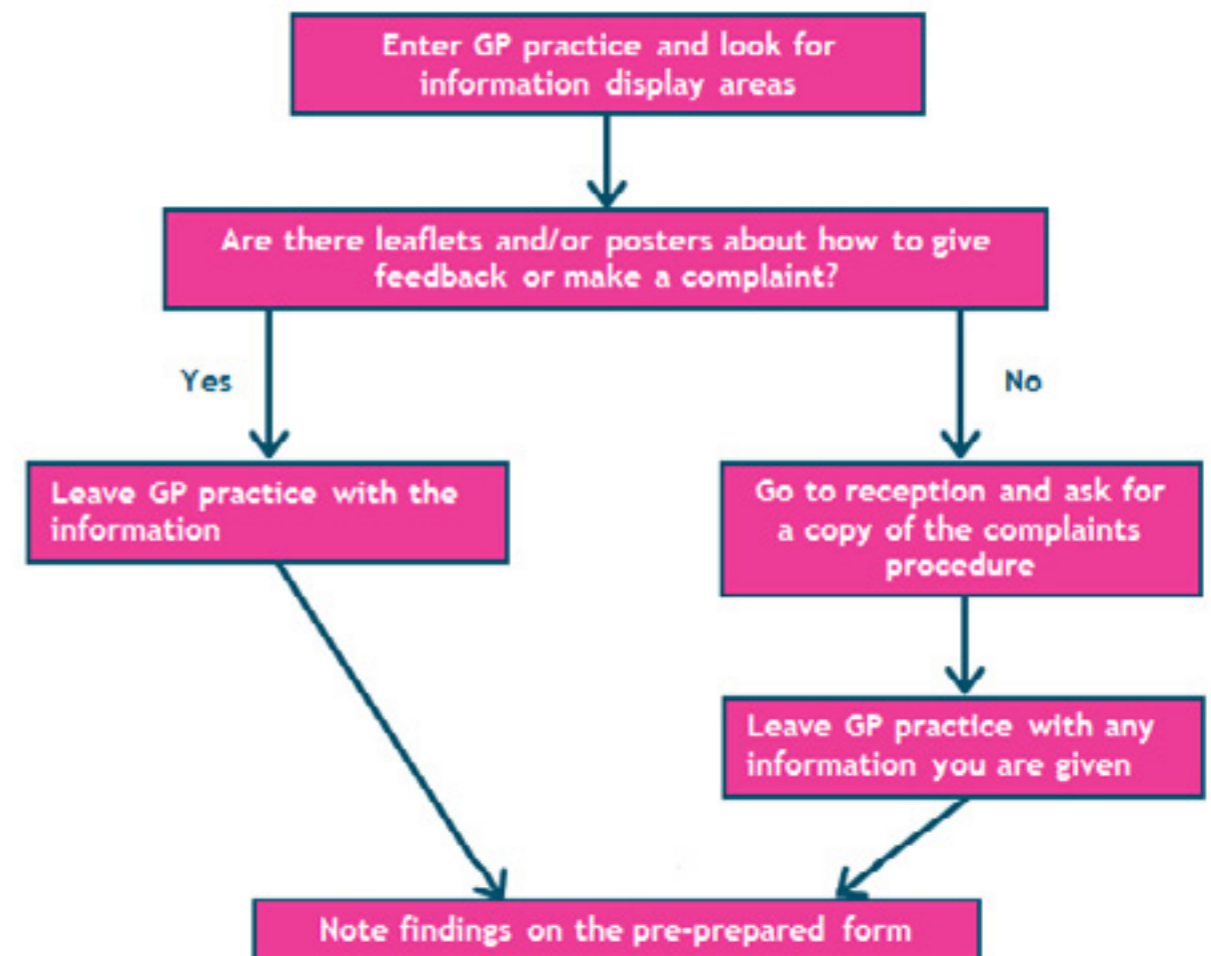 Enter GP practice and look for
information display areas
Are there leaflets and/or posters about how to give
feedback or make a complaint?
Yes
No
Leave GP practice with the
information
Go to reception and ask for
a copy of the complaints
procedure
Leave GP practice with any
information you are given
Note findings on the pre-prepared form